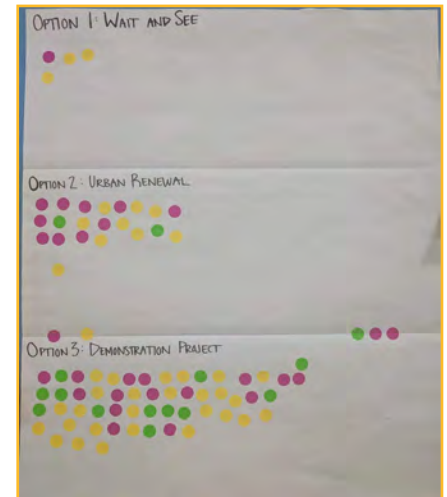 OPTION 1: WAIT AND SEE
OPTION 2: URBAN RENEWAL
OPTION 3: DEMONSTRATION PROJECT